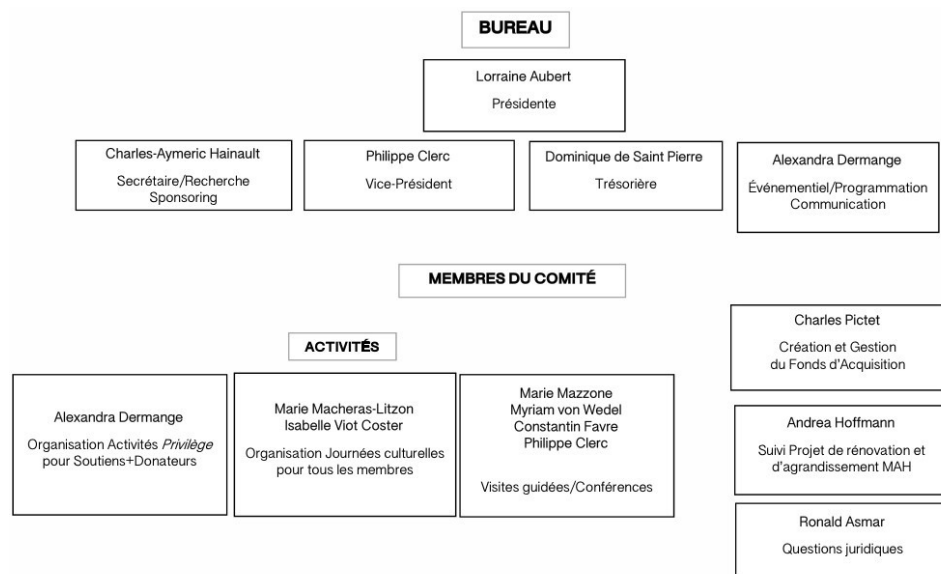 BUREAU
Lorraine Aubert
Présidente
Charles-Aymeric Hainault
Secrétaire/Recherche
Sponsoring
Philippe Clerc
Vice-Président
Dominique de Saint Pierre
Trésorière
Alexandra Dermange
Événementiel/Programmation
Communication
MEMBRES DU COMITÉ
ACTIVITÉS
Alexandra Dermange
Organisation Activités Privilège
pour Soutiens+Donateurs
Marie Macheras-Litzon
Isabelle Viot Coster
Organisation Journées culturelles
pour tous les membres
Marie Mazzone
Myriam von Wedel
Constantin Favre
Philippe Clerc
Visites guidées/Conférences
Charles Pictet
Création et Gestion
du Fonds d'Acquisition
Andrea Hoffmann
Suivi Projet de rénovation et
d'agrandissement MAH
Ronald Asmar
Questions juridiques